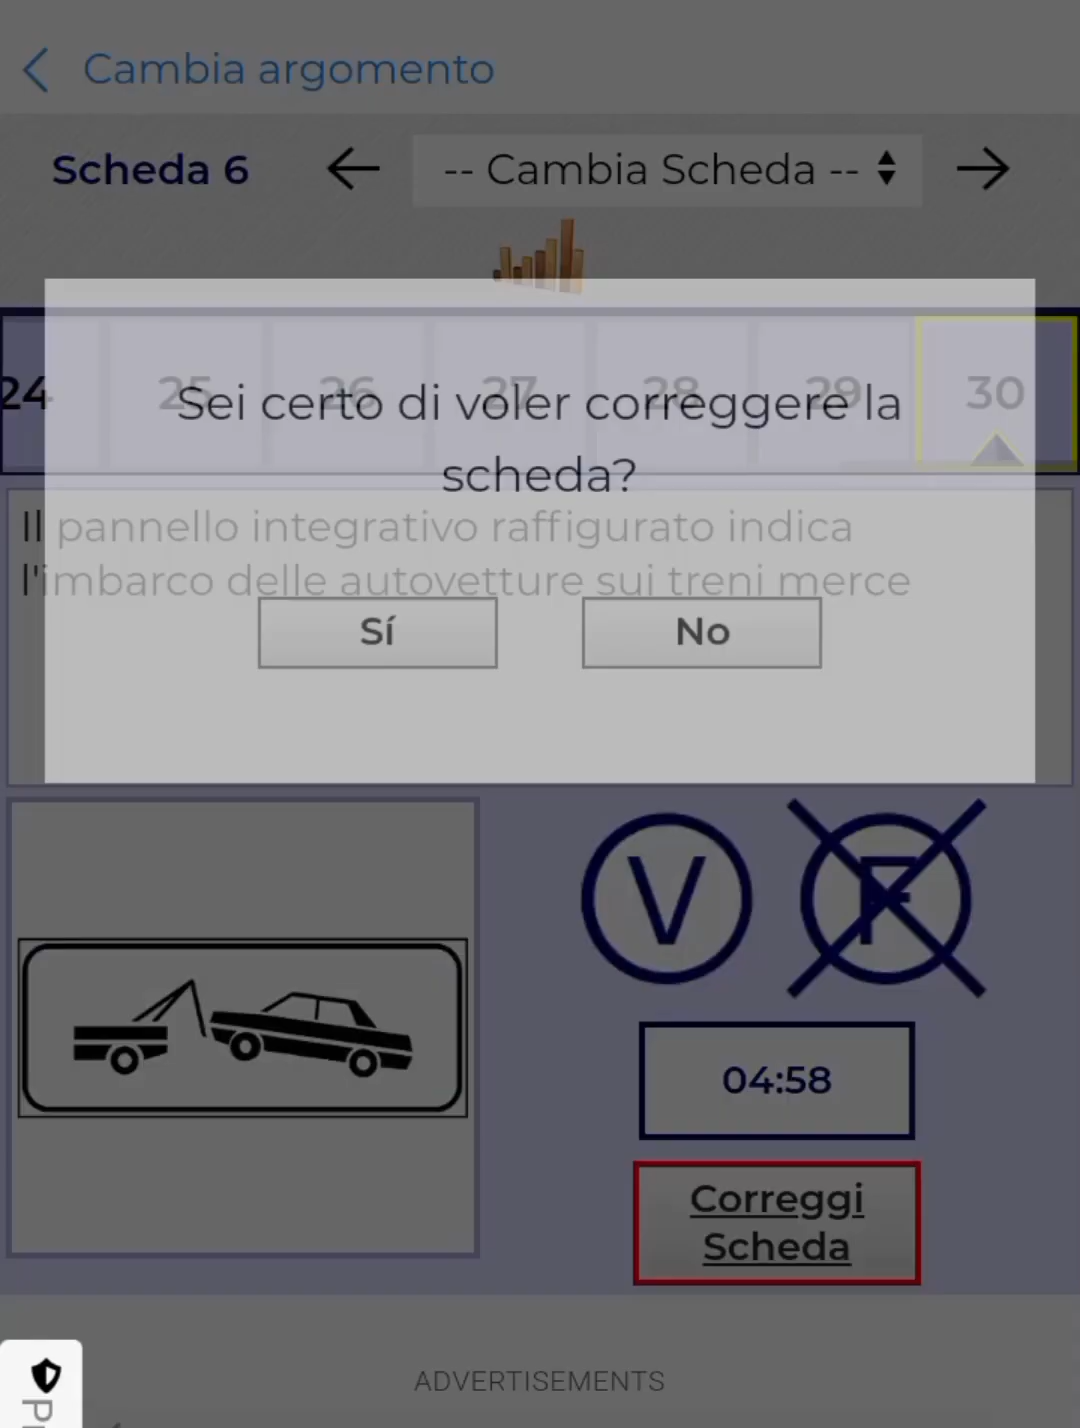 Cambia argomento
Scheda 6
-- Cambia Scheda --
24 25 26 27 28 29 30
Sei certo di voler correggere la
scheda?
Il pannello integrativo raffigurato indica
l'imbarco delle autovetture sui treni merce
Sí No
V F
04:58
Correggi
Scheda
ADVERTISEMENTS